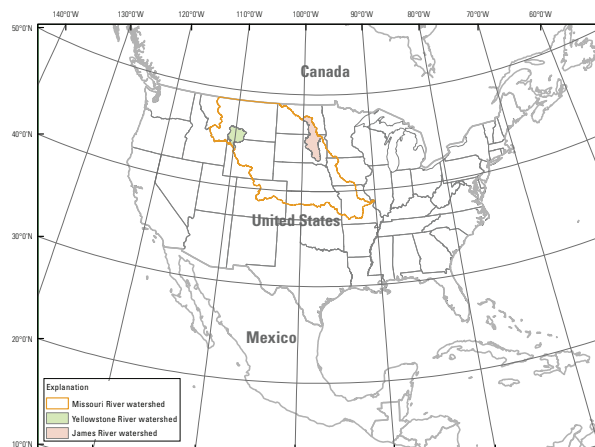 140°0'W 130°0'W 120°0'W 110°0'W 100°0'W 90°0'W 80°0'W 70°0'W 60°0'W
50°0'N
Canada
40°0'N
United States
30°0'N
20°0'N
Mexico
Explanation
Missouri River watershed
Yellowstone River watershed
James River watershed
10°0'N